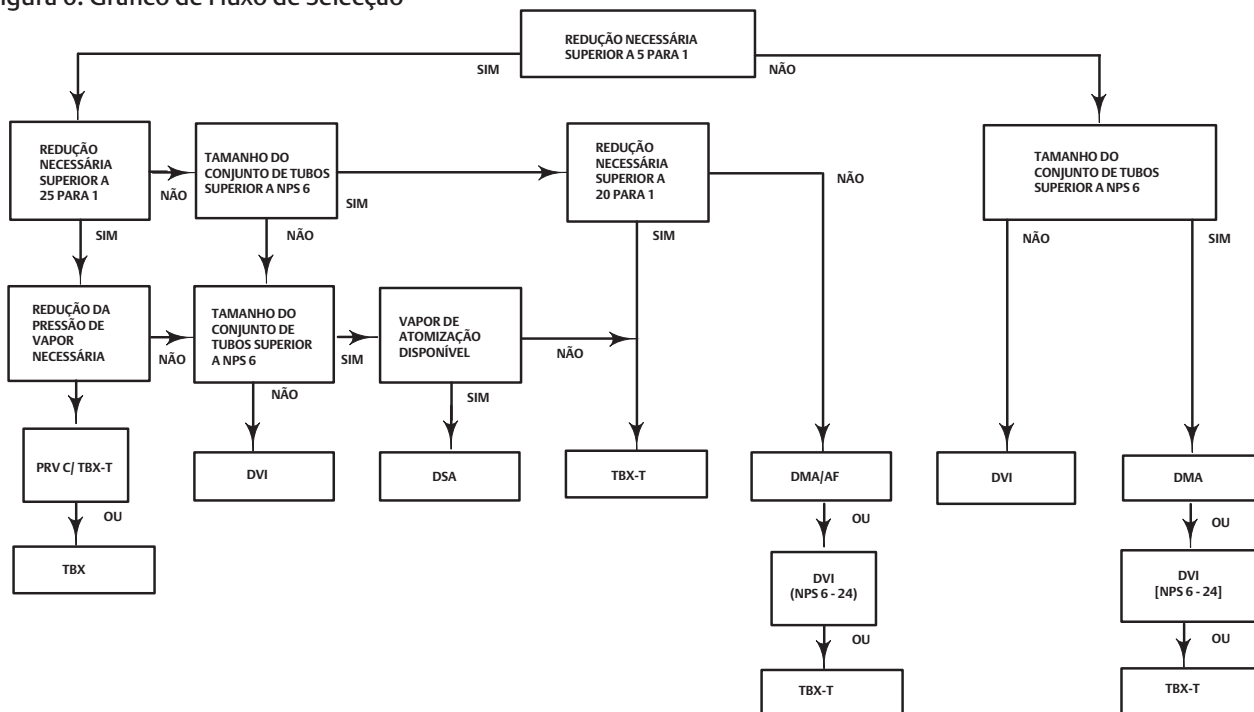 Figura 6. Gráfico de Fluxo de Selecção
REDUÇÃO NECESSÁRIA
SUPERIOR A 5 PARA 1
SIM
NÃO
REDUÇÃO
NECESSÁRIA
SUPERIOR A
25 PARA 1
NÃO
SIM
TAMANHO DO
CONJUNTO DE TUBOS
SUPERIOR A NPS 6
SIM
NÃO
REDUÇÃO
NECESSÁRIA
SUPERIOR A
20 PARA 1
NÃO
SIM
TAMANHO DO
CONJUNTO DE TUBOS
SUPERIOR A NPS 6
NÃO
SIM
REDUÇÃO DA
PRESSÃO DE
VAPOR
NECESSÁRIA
NÃO
TAMANHO DO
CONJUNTO DE
TUBOS SUPERIOR
A NPS 6
SIM
NÃO
VAPOR DE
ATOMIZAÇÃO
DISPONÍVEL
NÃO
SIM
PRV C/ TBX-T
OU
TBX
DVI
DSA
TBX-T
DMA/AF
OU
DVI
(NPS 6 - 24)
OU
TBX-T
DVI
DMA
OU
DVI
[NPS 6 - 24]
OU
TBX-T